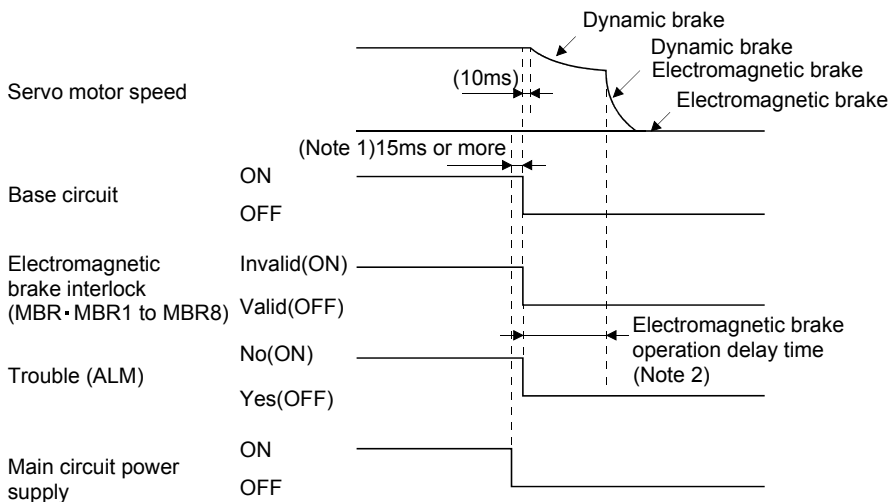 Dynamic brake
Dynamic brake
Electromagnetic brake
(10ms)
Servo motor speed
Electromagnetic brake
(Note 1)15ms or more
ON
Base circuit
OFF
Electromagnetic
brake interlock
(MBR・MBR1 to MBR8)
Invalid(ON)
Valid(OFF)
Electromagnetic brake
operation delay time
(Note 2)
No(ON)
Trouble (ALM)
Yes(OFF)
ON
Main circuit power
supply
OFF